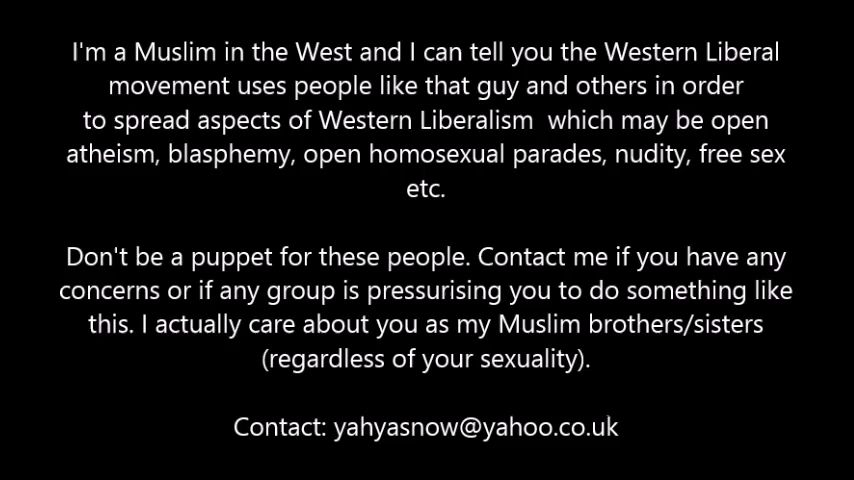 I'm a Muslim in the West and I can tell you the Western Liberal
movement uses people like that guy and others in order
to spread aspects of Western Liberalism  which may be open
atheism, blasphemy, open homosexual parades, nudity, free sex
etc.
Don't be a puppet for these people. Contact me if you have any
concerns or if any group is pressurising you to do something like
this. I actually care about you as my Muslim brothers/sisters
(regardless of your sexuality).
Contact: yahyasnow@yahoo.co.uk